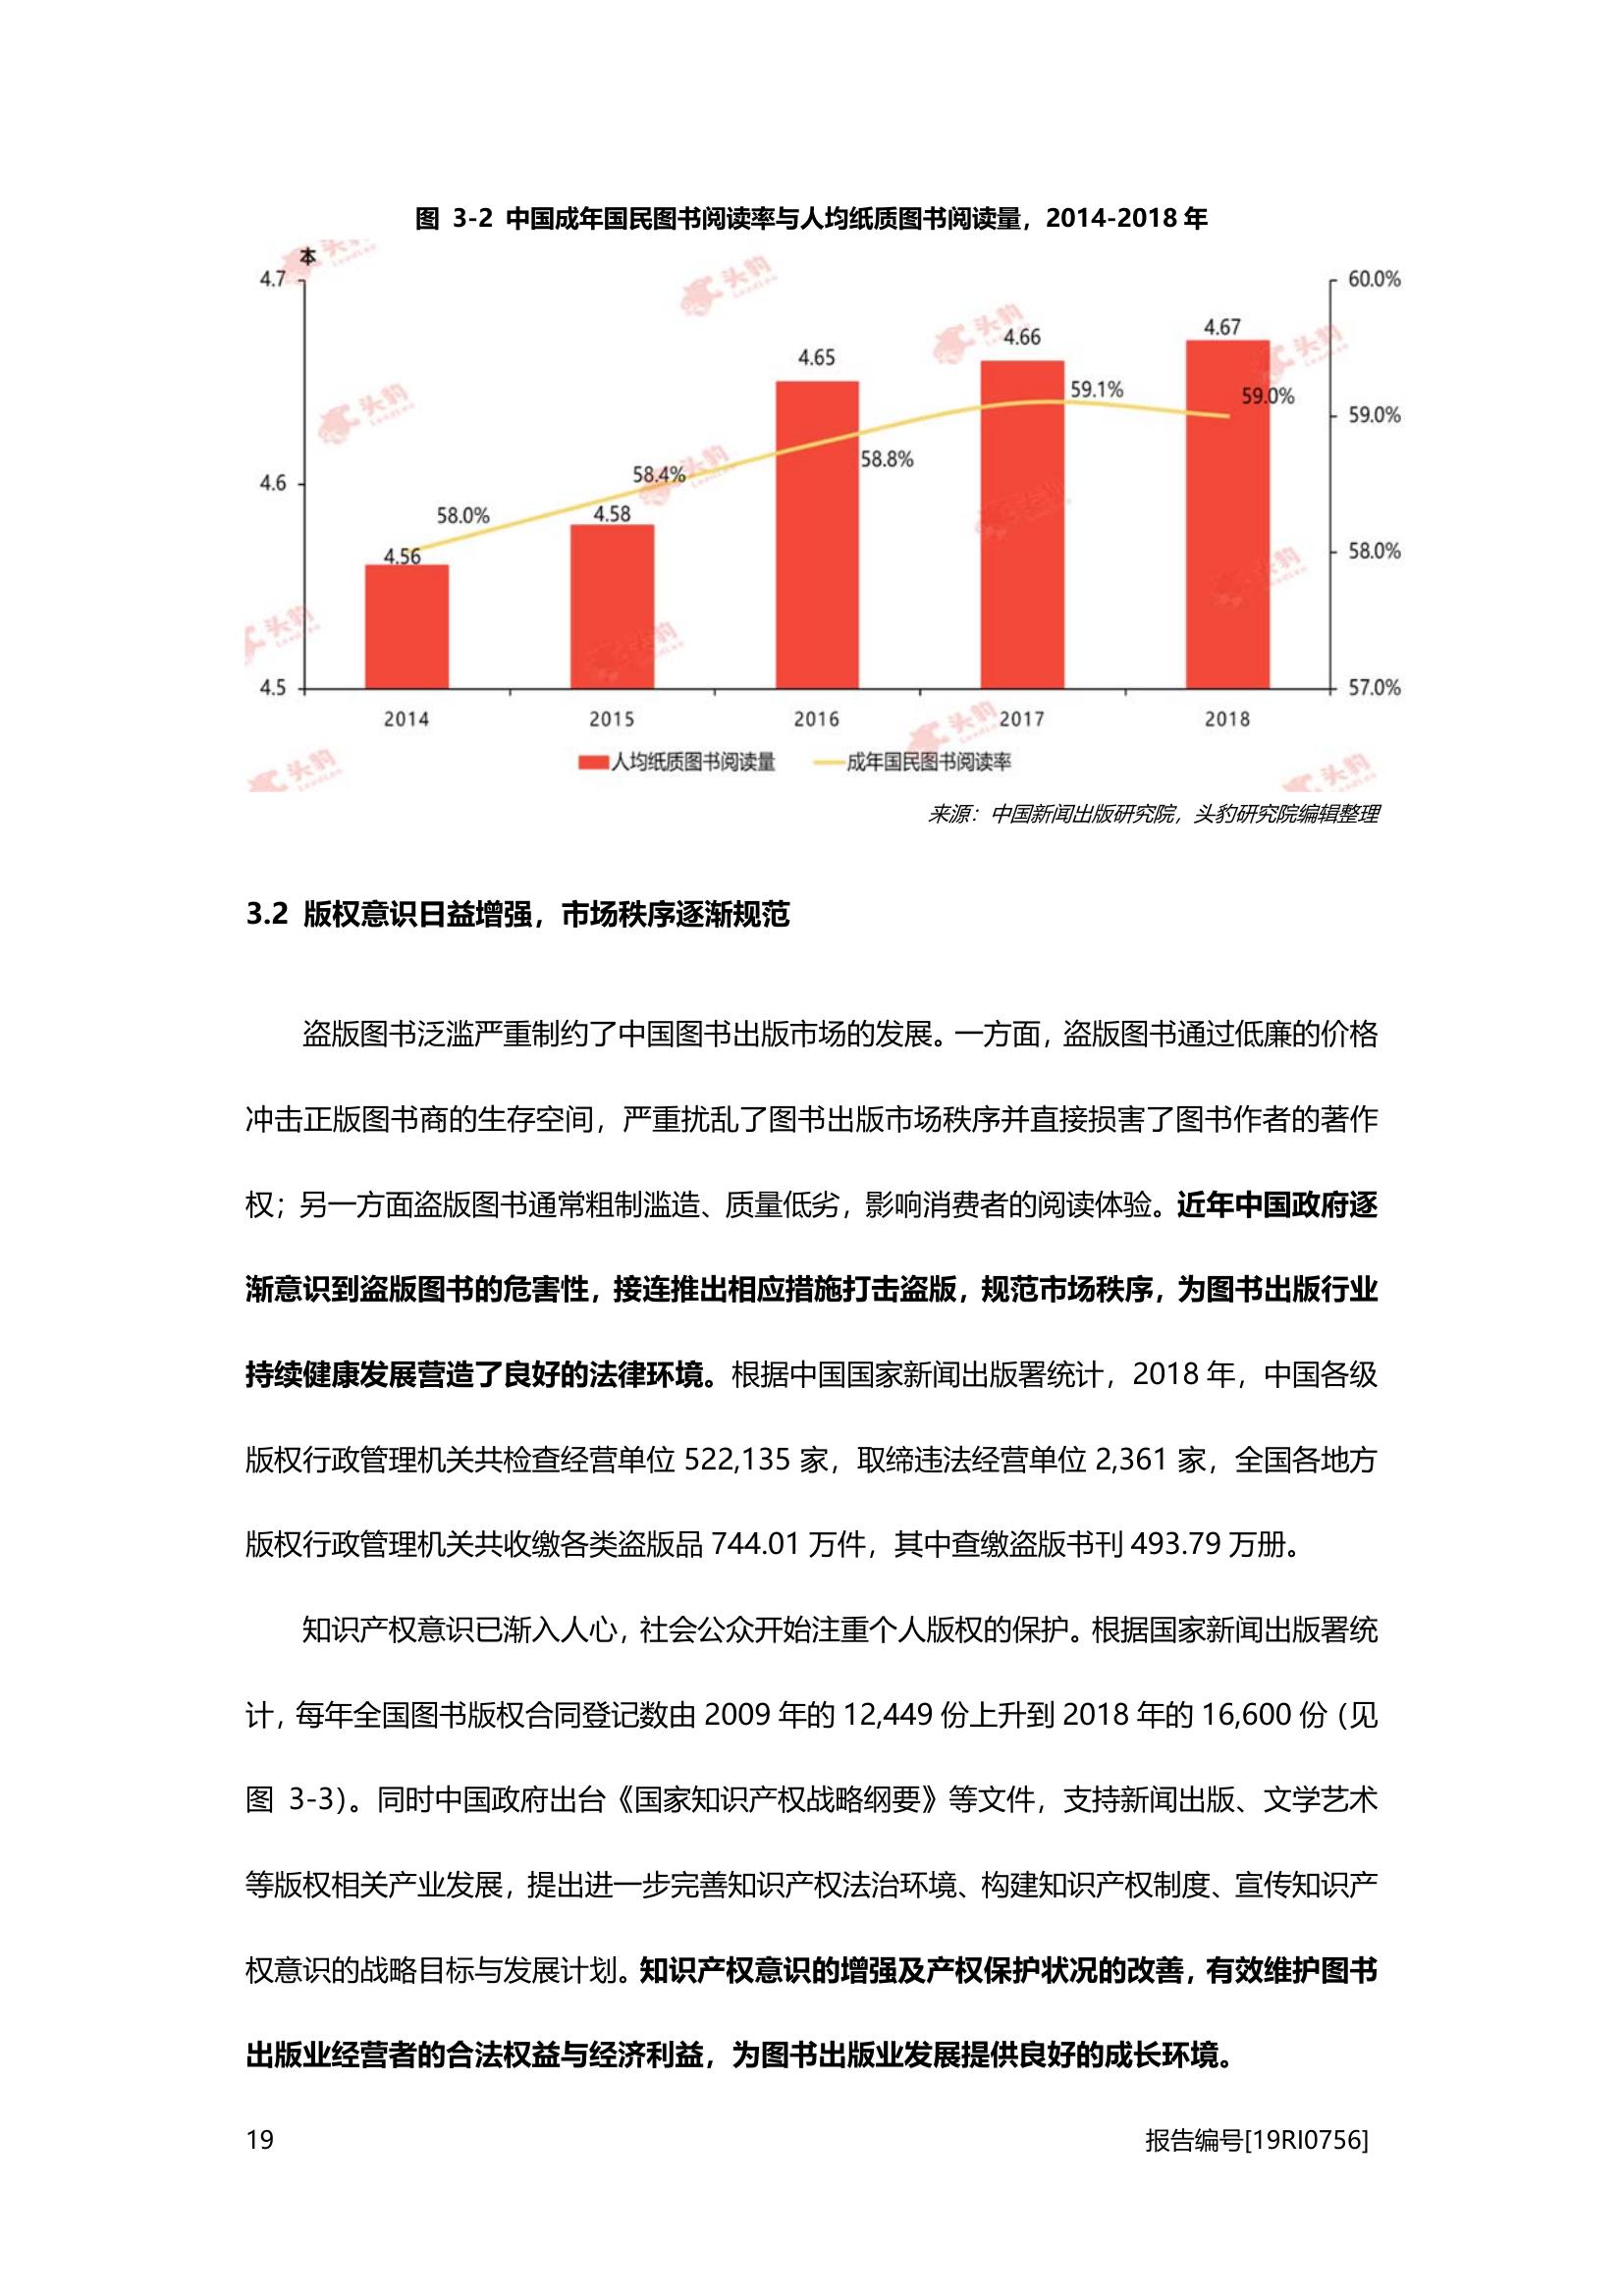 图 3-2 中国成年国民图书阅读率与人均纸质图书阅读量，2014-2018 年
本
4.7
4.6
4.5
60.0%
59.0%
58.0%
57.0%
4.56
4.58
4.65
4.66
4.67
58.0%
58.4%
58.8%
59.1%
59.0%
2014 2015 2016 2017 2018
人均纸质图书阅读量 成年国民图书阅读率
头豹
来源：中国新闻出版研究院，头豹研究院编辑整理
3.2 版权意识日益增强，市场秩序逐渐规范
盗版图书泛滥严重制约了中国图书出版市场的发展。一方面，盗版图书通过低廉的价格
冲击正版图书商的生存空间，严重扰乱了图书出版市场秩序并直接损害了图书作者的著作
权；另一方面盗版图书通常粗制滥造、质量低劣，影响消费者的阅读体验。近年中国政府逐
渐意识到盗版图书的危害性，接连推出相应措施打击盗版，规范市场秩序，为图书出版行业
持续健康发展营造了良好的法律环境。根据中国国家新闻出版署统计，2018 年，中国各级
版权行政管理机关共检查经营单位 522,135 家，取缔违法经营单位 2,361 家，全国各地方
版权行政管理机关共收缴各类盗版品 744.01 万件，其中查缴盗版书刊 493.79 万册。
知识产权意识已渐入人心，社会公众开始注重个人版权的保护。根据国家新闻出版署统
计，每年全国图书版权合同登记数由 2009 年的 12,449 份上升到 2018 年的 16,600 份（见
图 3-3）。同时中国政府出台《国家知识产权战略纲要》等文件，支持新闻出版、文学艺术
等版权相关产业发展，提出进一步完善知识产权法治环境、构建知识产权制度、宣传知识产
权意识的战略目标与发展计划。知识产权意识的增强及产权保护状况的改善，有效维护图书
出版业经营者的合法权益与经济利益，为图书出版业发展提供良好的成长环境。
19
报告编号[19RI0756]